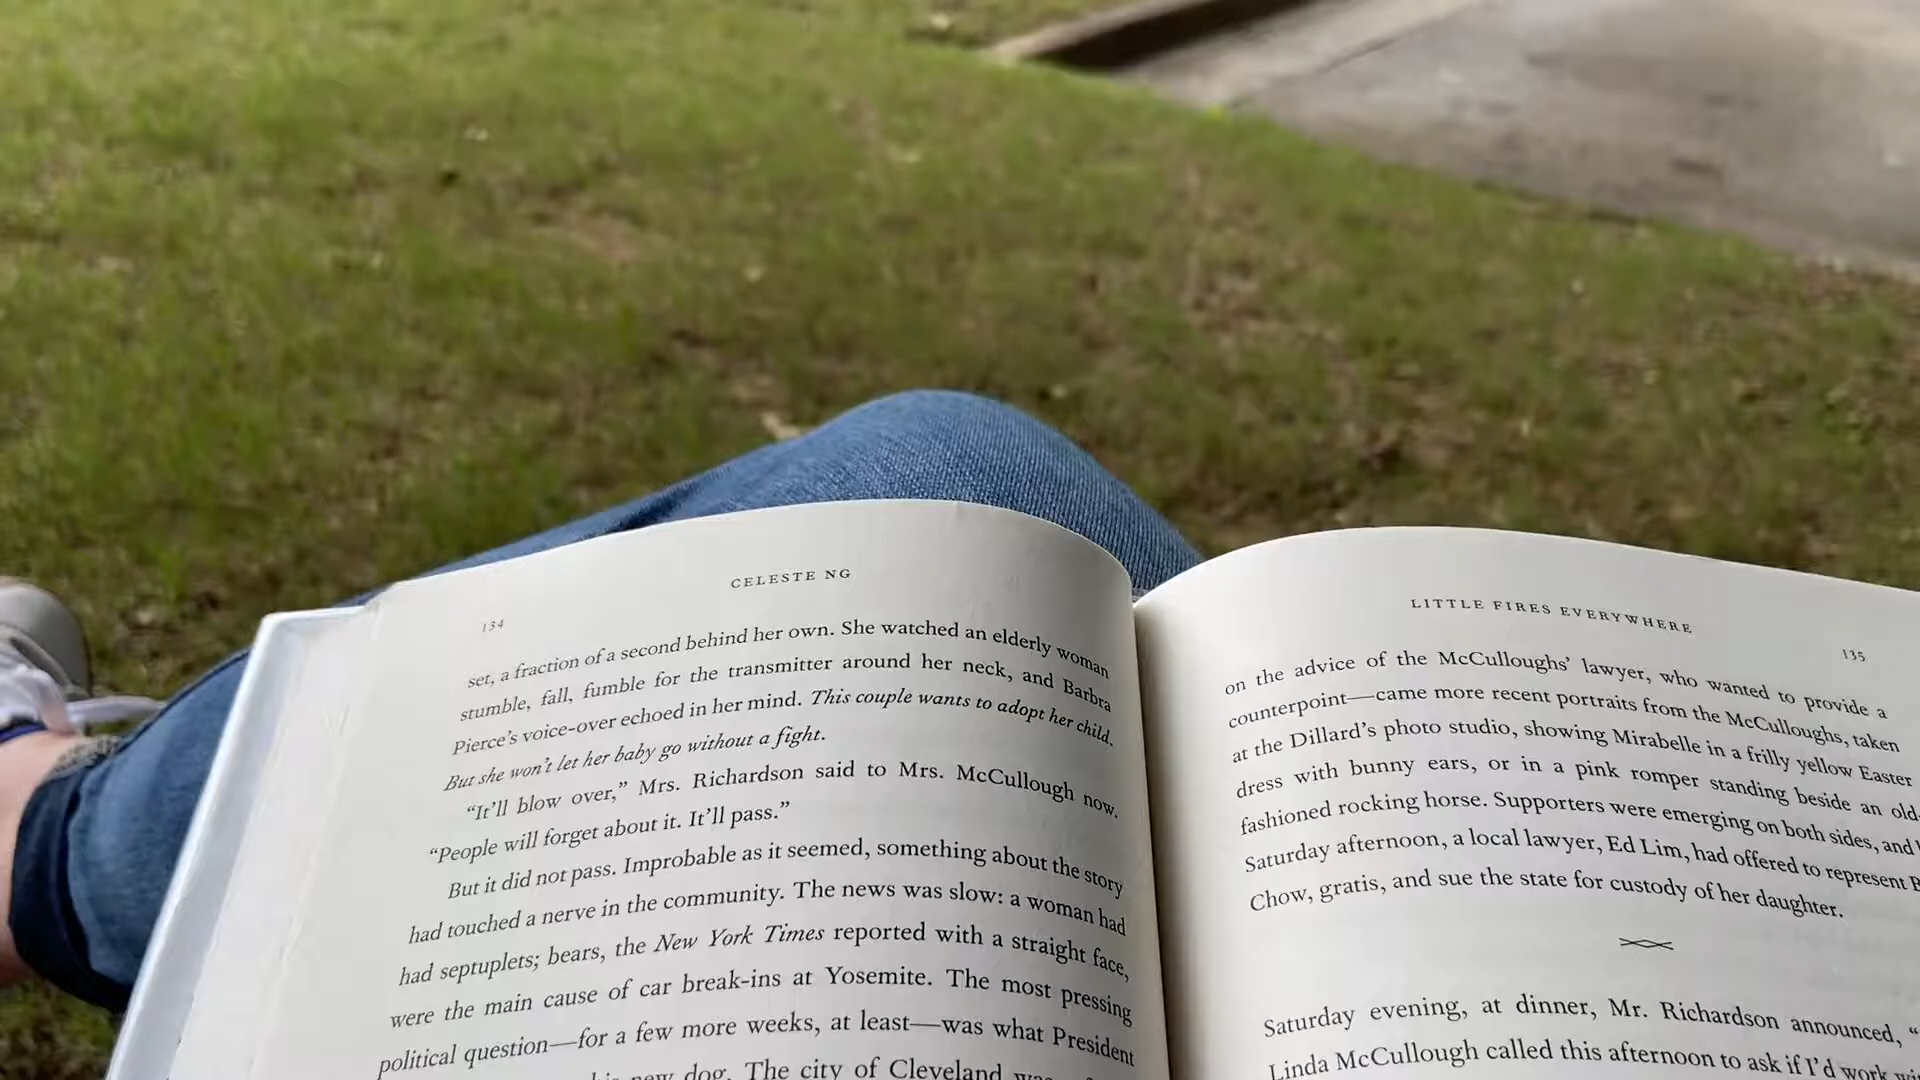 CELESTE NG
134
set, a fraction of a second behind her own. She watched an elderly woman
stumble, fall, fumble for the transmitter around her neck, and Barbra
Pierce’s voice-over echoed in her mind. This couple wants to adopt her child.
But she won’t let her baby go without a fight.
“It’ll blow over,” Mrs. Richardson said to Mrs. McCullough now.
“People will forget about it. It’ll pass.”
But it did not pass. Improbable as it seemed, something about the story
had touched a nerve in the community. The news was slow: a woman had
had septuplets; bears, the New York Times reported with a straight face,
were the main cause of car break-ins at Yosemite. The most pressing
political question—for a few more weeks, at least—was what President
new dog. The city of Cleveland
LITTLE FIRES EVERYWHERE
135
on the advice of the McCulloughs’ lawyer, who wanted to provide a
counterpoint—came more recent portraits from the McCulloughs, taken
at the Dillard’s photo studio, showing Mirabelle in a frilly yellow Easter
dress with bunny ears, or in a pink romper standing beside an old-
fashioned rocking horse. Supporters were emerging on both sides, and
Saturday afternoon, a local lawyer, Ed Lim, had offered to represent
Chow, gratis, and sue the state for custody of her daughter.
Saturday evening, at dinner, Mr. Richardson announced, “
Linda McCullough called this afternoon to ask if I’d work